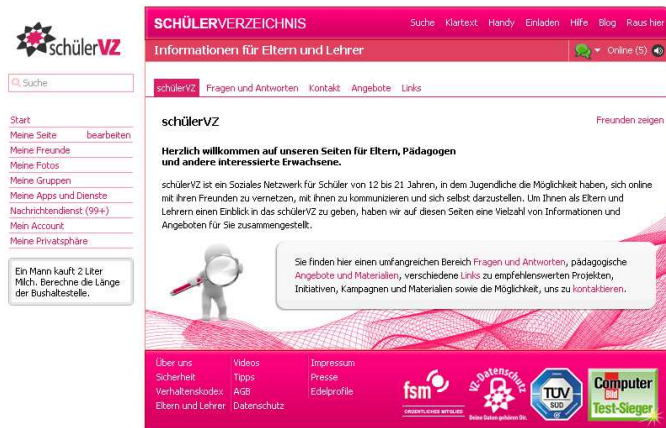 schülerVZ
SCHÜLERVERZEICHNIS
Suche Klartext Handy Einladen Hilfe Blog Raus hier
Informationen für Eltern und Lehrer
Online (5)
Suche
schülerVZ Fragen und Antworten Kontakt Angebote Links
Start
Meine Seite bearbeiten
Meine Freunde
Meine Fotos
Meine Gruppen
Meine Apps und Dienste
Nachrichtendienst (99+)
Mein Account
Meine Privatsphäre
Ein Mann kauft 2 Liter
Milch. Berechne die Länge
der Bushaltestelle.
schülerVZ
Freunden zeigen
Herzlich willkommen auf unseren Seiten für Eltern, Pädagogen
und andere interessierte Erwachsene.
schülerVZ ist ein Soziales Netzwerk für Schüler von 12 bis 21 Jahren, in dem Jugendliche die Möglichkeit haben, sich online
mit ihren Freunden zu vernetzen, mit ihnen zu kommunizieren und sich selbst darzustellen. Um Ihnen als Eltern und
Lehrern einen Einblick in das schülerVZ zu geben, haben wir auf diesen Seiten eine Vielzahl von Informationen und
Angeboten für Sie zusammengestellt.
Sie finden hier einen umfangreichen Bereich Fragen und Antworten, pädagogische
Angebote und Materialien, verschiedene Links zu empfehlenswerten Projekten,
Initiativen, Kampagnen und Materialien sowie die Möglichkeit, uns zu kontaktieren.
Über uns Videos Impressum
Sicherheit Tipps Presse
Verhaltenskodex AGB Edelprofile
Eltern und Lehrer Datenschutz
fsm
ORDENTLICHES MITGLIED
VZ-Datenschutz
Deine Daten gehören Dir.
TÜV
SÜD
Computer
Bild
Test-Sieger